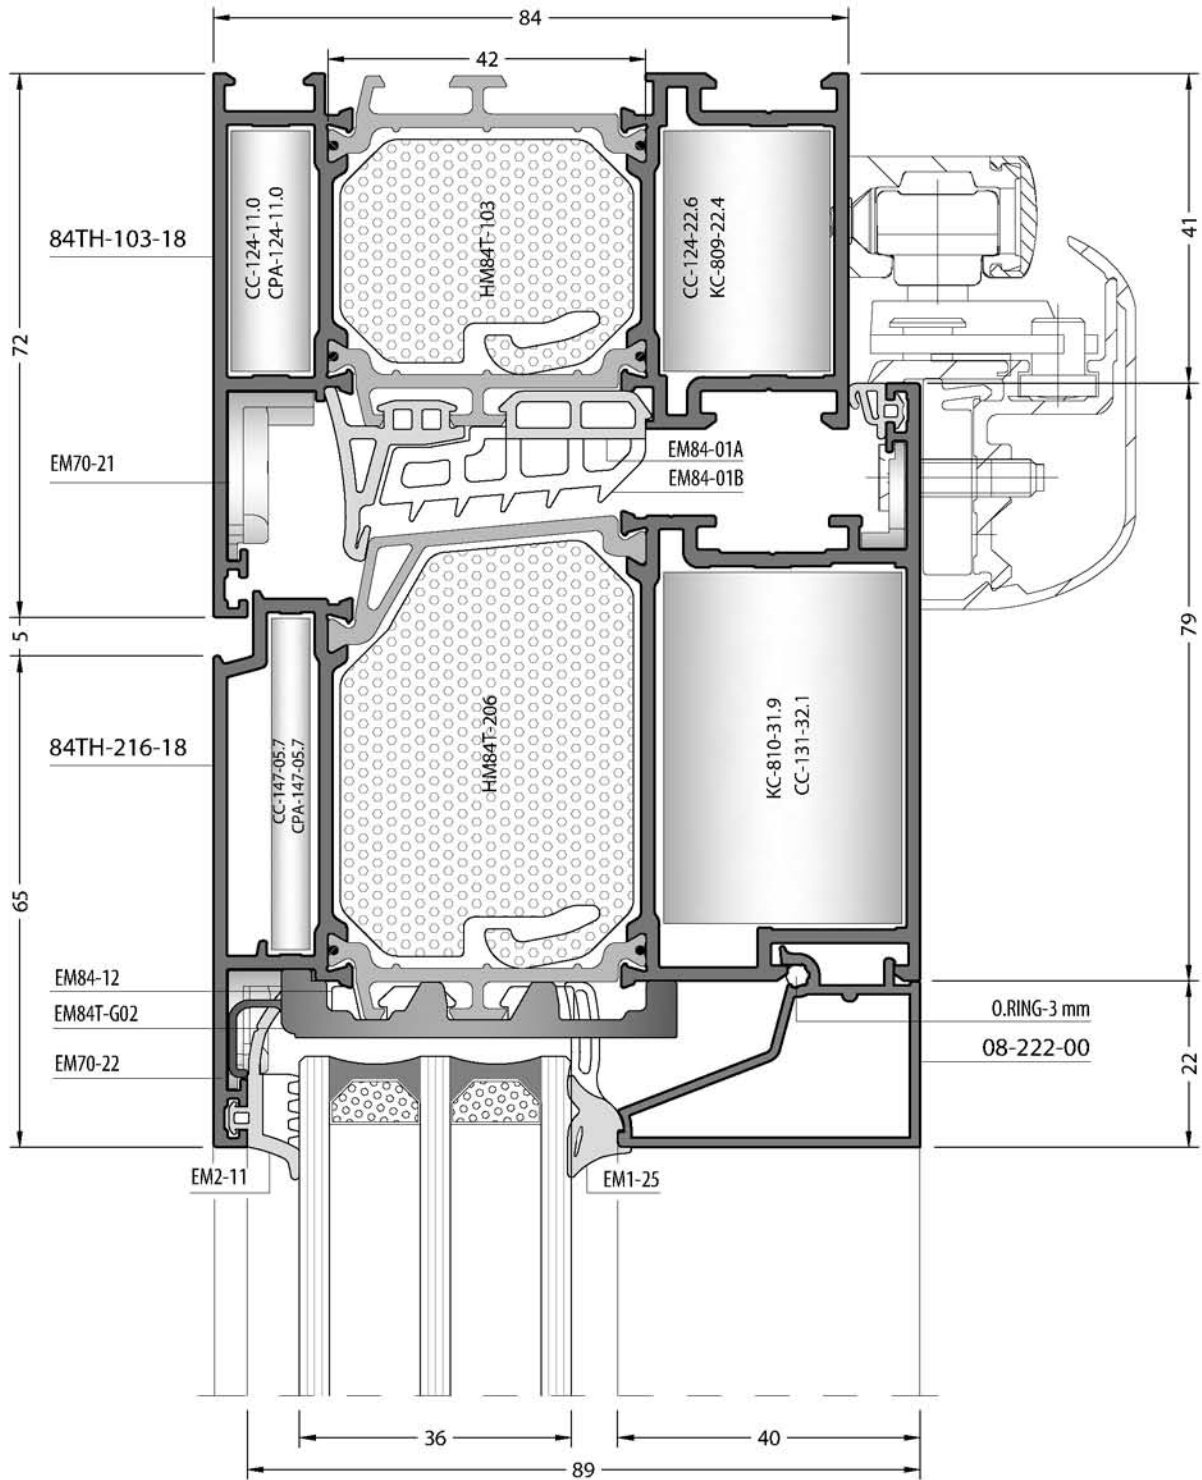 84
42
CC-124-11.0
CPA-124-11.0
HM84T-103
CC-124-22.6
KC-809-22.4
84TH-103-18
41
72
EM70-21
EM84-01A
EM84-01B
5
79
84TH-216-18
CC-147-05.7
CPA-147-05.7
HM84T-206
KC-810-31.9
CC-131-32.1
65
EM84-12
EM84T-G02
EM70-22
O.RING-3 mm
08-222-00
22
EM2-11
EM1-25
36
40
89